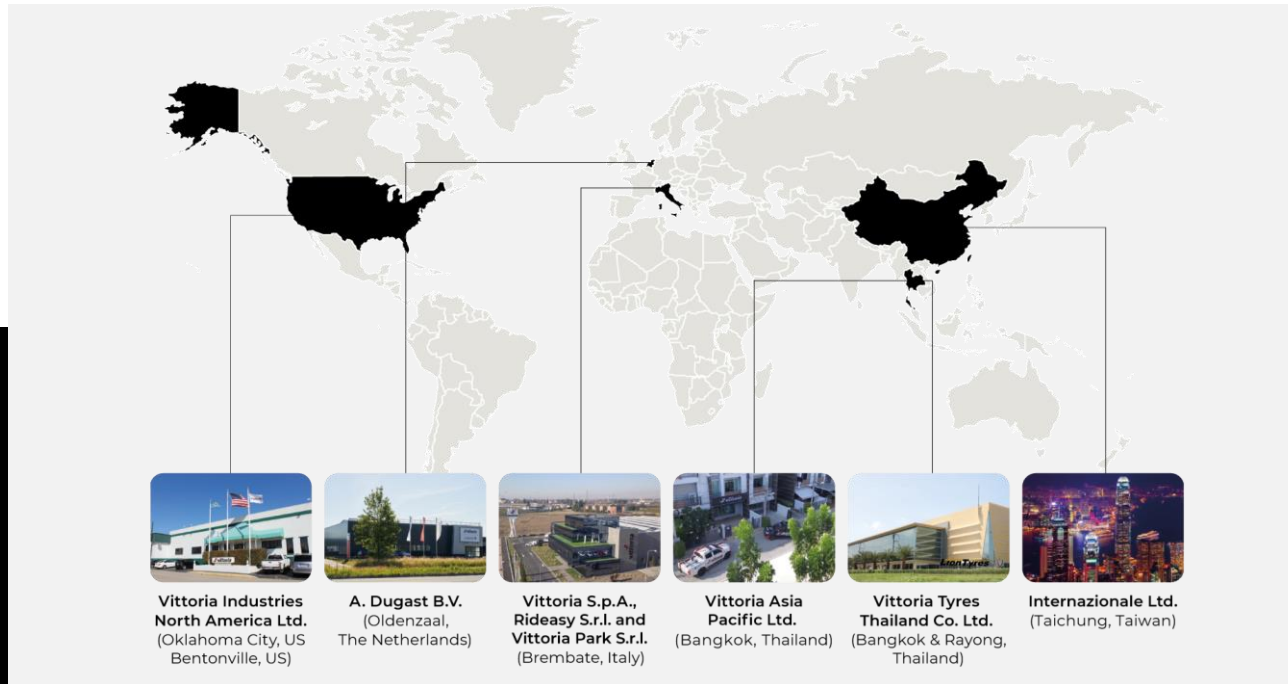 Vittoria Industries
North America Ltd.
(Oklahoma City, US
Bentonville, US)
A. Dugast B.V.
(Oldenzaal,
The Netherlands)
Vittoria S.p.A.,
Rideasy S.r.l. and
Vittoria Park S.r.l.
(Brembate, Italy)
Vittoria Asia
Pacific Ltd.
(Bangkok, Thailand)
LionTyres
Vittoria Tyres
Thailand Co. Ltd.
(Bangkok & Rayong,
Thailand)
Internazionale Ltd.
(Taichung, Taiwan)